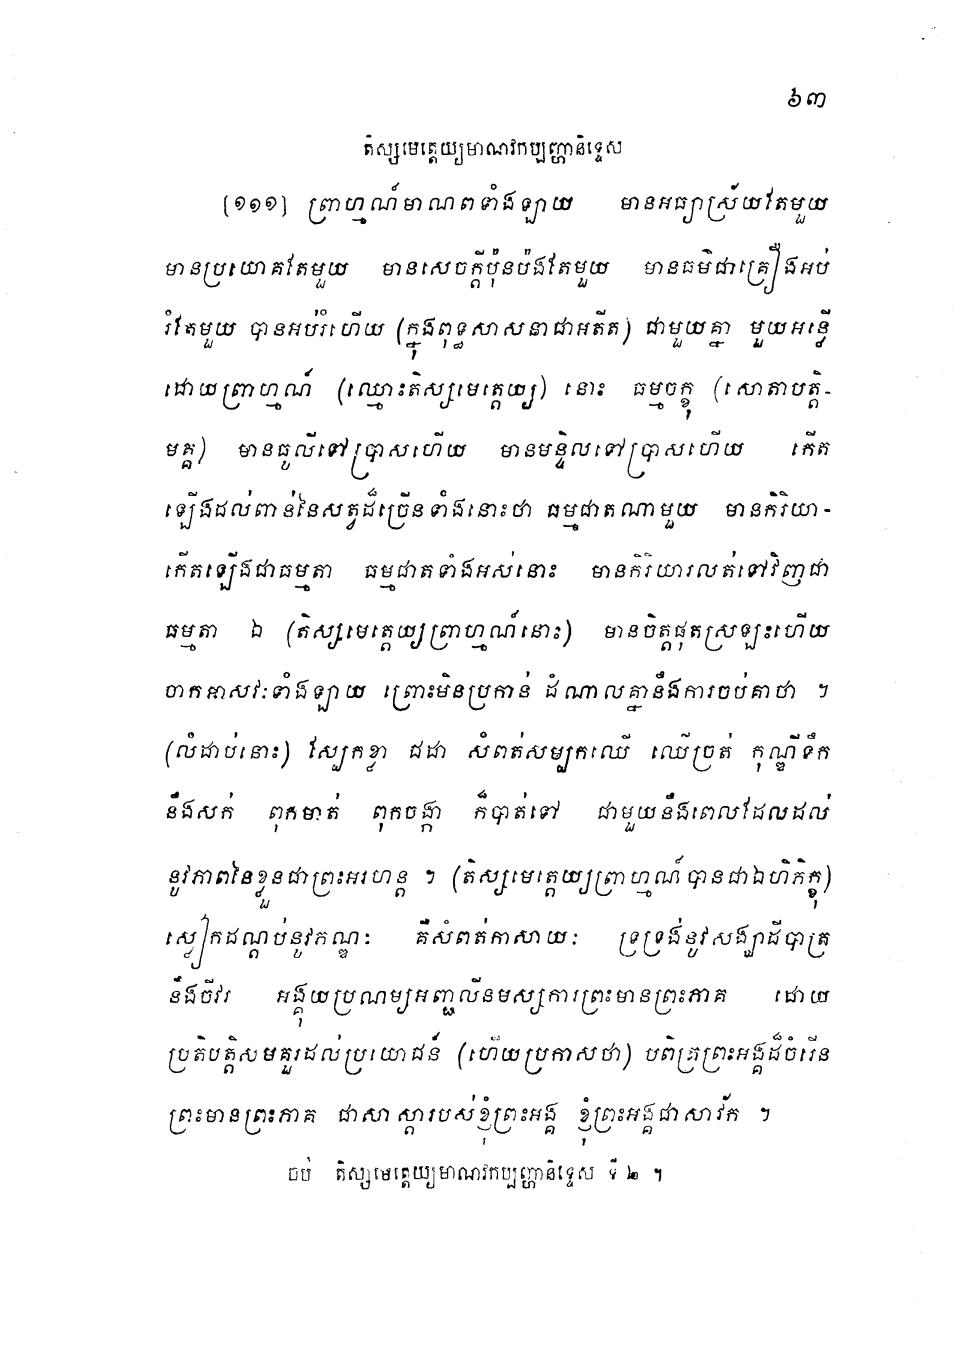 ៦៣
តិស្សមេត្តេយ្យមាណវកប្បញ្ហានិទ្ទេស
[១១១] ព្រាហ្មណ៍មាណពទាំងឡាយ មានអធ្យាស្រ័យតែមួយ
មានប្រយោគតែមួយ មានសេចក្តីប៉ុនប៉ងតែមួយ មានធម៌ជាគ្រឿងអប់
រំតែមួយ បានអប់រំហើយ (ក្នុងពុទ្ធសាសនាជាអតីត) ជាមួយគ្នា មួយអន្លើ
ដោយព្រាហ្មណ៍ (ឈ្មោះតិស្សមេត្តេយ្យ) នោះ ធម្មចក្ខុ (សោតាបត្តិ-
មគ្គ) មានធូលីទៅប្រាសហើយ មានមន្ទិលទៅប្រាសហើយ កើត
ឡើងដល់ពាន់នៃសត្វដ៏ច្រើនទាំងនោះថា ធម្មជាតណាមួយ មានកិរិយា-
កើតឡើងជាធម្មតា ធម្មជាតទាំងអស់នោះ មានកិរិយារលត់ទៅវិញជា
ធម្មតា ឯ (តិស្សមេត្តេយ្យព្រាហ្មណ៍នោះ) មានចិត្តផុតស្រឡះហើយ
ចាកអាសវៈទាំងឡាយ ព្រោះមិនប្រកាន់ ដំណាលគ្នានឹងការចប់គាថា ។
(លំដាប់នោះ) ស្បែកខ្លា ជដា សំពត់សម្បកឈើ ឈើច្រត់ កុណ្ឌីទឹក
នឹងសក់ ពុកមាត់ ពុកចង្កា ក៏បាត់ទៅ ជាមួយនឹងពេលដែលដល់
នូវភាពនៃខ្លួនជាព្រះអរហន្ត ។ (តិស្សមេត្តេយ្យព្រាហ្មណ៍បានជាឯហិភិក្ខុ)
ស្លៀកដណ្តប់នូវភណ្ឌៈ គឺសំពត់កាសាយៈ ទ្រទ្រង់នូវសង្ឃាដីបាត្រ
នឹងចីវរ អង្គុយប្រណម្យអញ្ជលីនមស្សការព្រះមានព្រះភាគ ដោយ
ប្រតិបត្តិសមគួរដល់ប្រយោជន៍ (ហើយប្រកាសថា) បពិត្រព្រះអង្គដ៏ចំរើន
ព្រះមានព្រះភាគ ជាសាស្តារបស់ខ្ញុំព្រះអង្គ ខ្ញុំព្រះអង្គជាសាវ័ក ។
ចប់ តិស្សមេត្តេយ្យមាណវកប្បញ្ហានិទ្ទេស ទី ២ ។